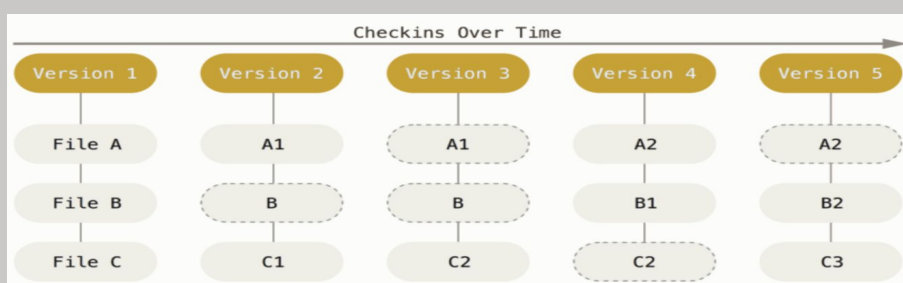 Checkins Over Time
Version 1 Version 2 Version 3 Version 4 Version 5
File A A1 A1 A2 A2
File B B B B1 B2
File C C1 C2 C2 C3